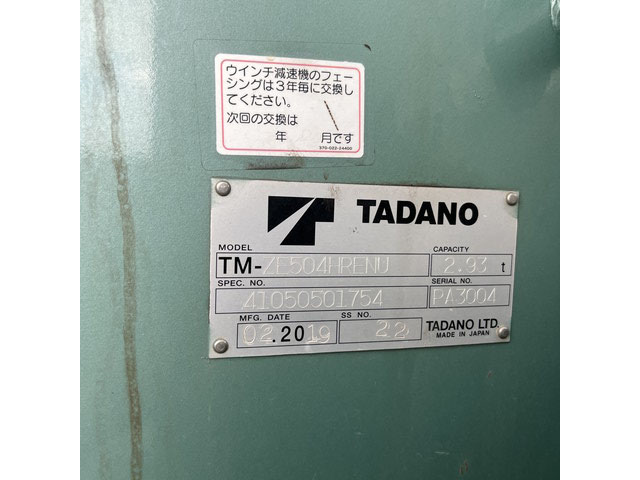 ウインチ減速機のフェー
シングは3年毎に交換し
てください。
次回の交換は
年 月です
570-022-24400
TADANO
MODEL CAPACITY
TM-ZE504HRENU 2.93 t
SPEC. NO. SERIAL NO.
41050501754 PA3004
MFG. DATE SS NO.
02.2019 22 TADANO LTD.
MADE IN JAPAN